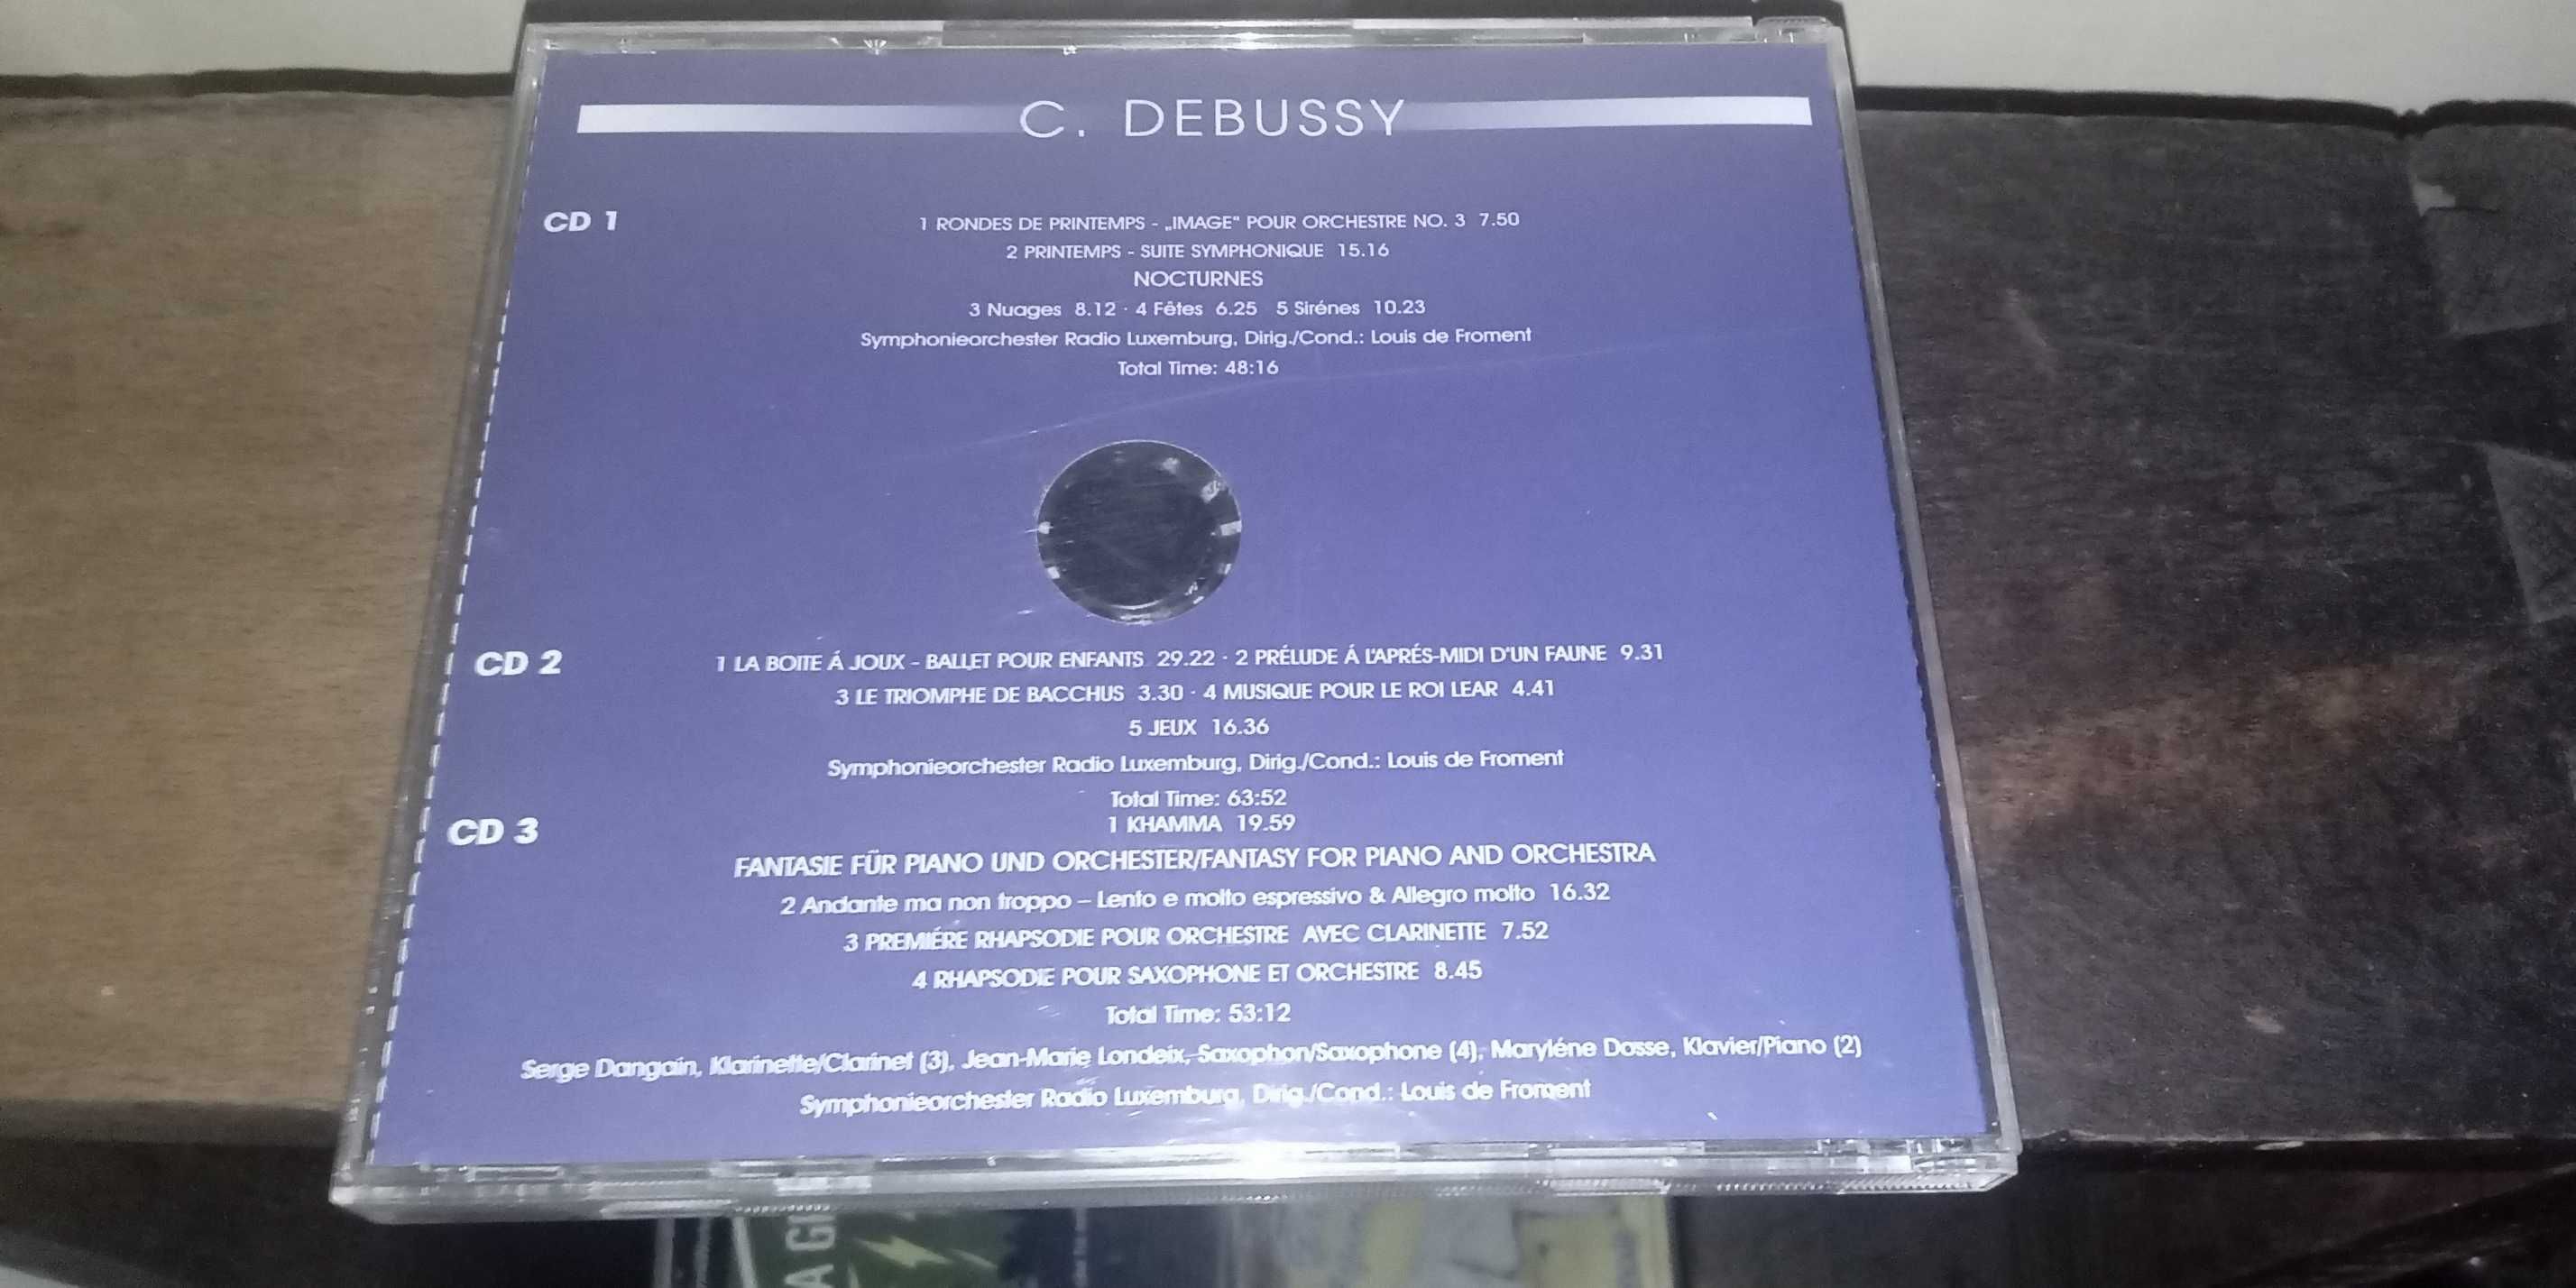 C. DEBUSSY
CD 1
1 RONDES DE PRINTEMPS - „IMAGE“ POUR ORCHESTRE NO. 3 7.50
2 PRINTEMPS - SUITE SYMPHONIQUE 15.16
NOCTURNES
3 Nuages 8.12 · 4 Fêtes 6.25 5 Sirénes 10.23
Symphonieorchester Radio Luxemburg, Dirig./Cond.: Louis de Froment
Total Time: 48:16
CD 2
1 LA BOITE Á JOUX - BALLET POUR ENFANTS 29.22 · 2 PRÉLUDE Á L'APRÉS-MIDI D'UN FAUNE 9.31
3 LE TRIOMPHE DE BACCHUS 3.30 · 4 MUSIQUE POUR LE ROI LEAR 4.41
5 JEUX 16.36
Symphonieorchester Radio Luxemburg, Dirig./Cond.: Louis de Froment
Total Time: 63:52
CD 3
1 KHAMMA 19.59
FANTASIE FÜR PIANO UND ORCHESTER/FANTASY FOR PIANO AND ORCHESTRA
2 Andante ma non troppo – Lento e molto espressivo & Allegro molto 16.32
3 PREMIÉRE RHAPSODIE POUR ORCHESTRE AVEC CLARINETTE 7.52
4 RHAPSODIE POUR SAXOPHONE ET ORCHESTRE 8.45
Total Time: 53:12
Serge Dangain, Klarinette/Clarinet (3), Jean-Marie Londeix, Saxophon/Saxophone (4), Maryléne Dosse, Klavier/Piano (2)
Symphonieorchester Radio Luxemburg, Dirig./Cond.: Louis de Froment